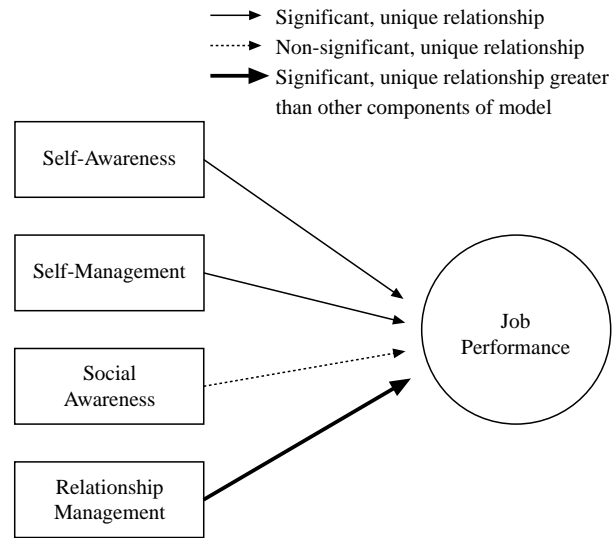 Significant, unique relationship
Non-significant, unique relationship
Significant, unique relationship greater
than other components of model
Self-Awareness
Self-Management
Social
Awareness
Relationship
Management
Job
Performance